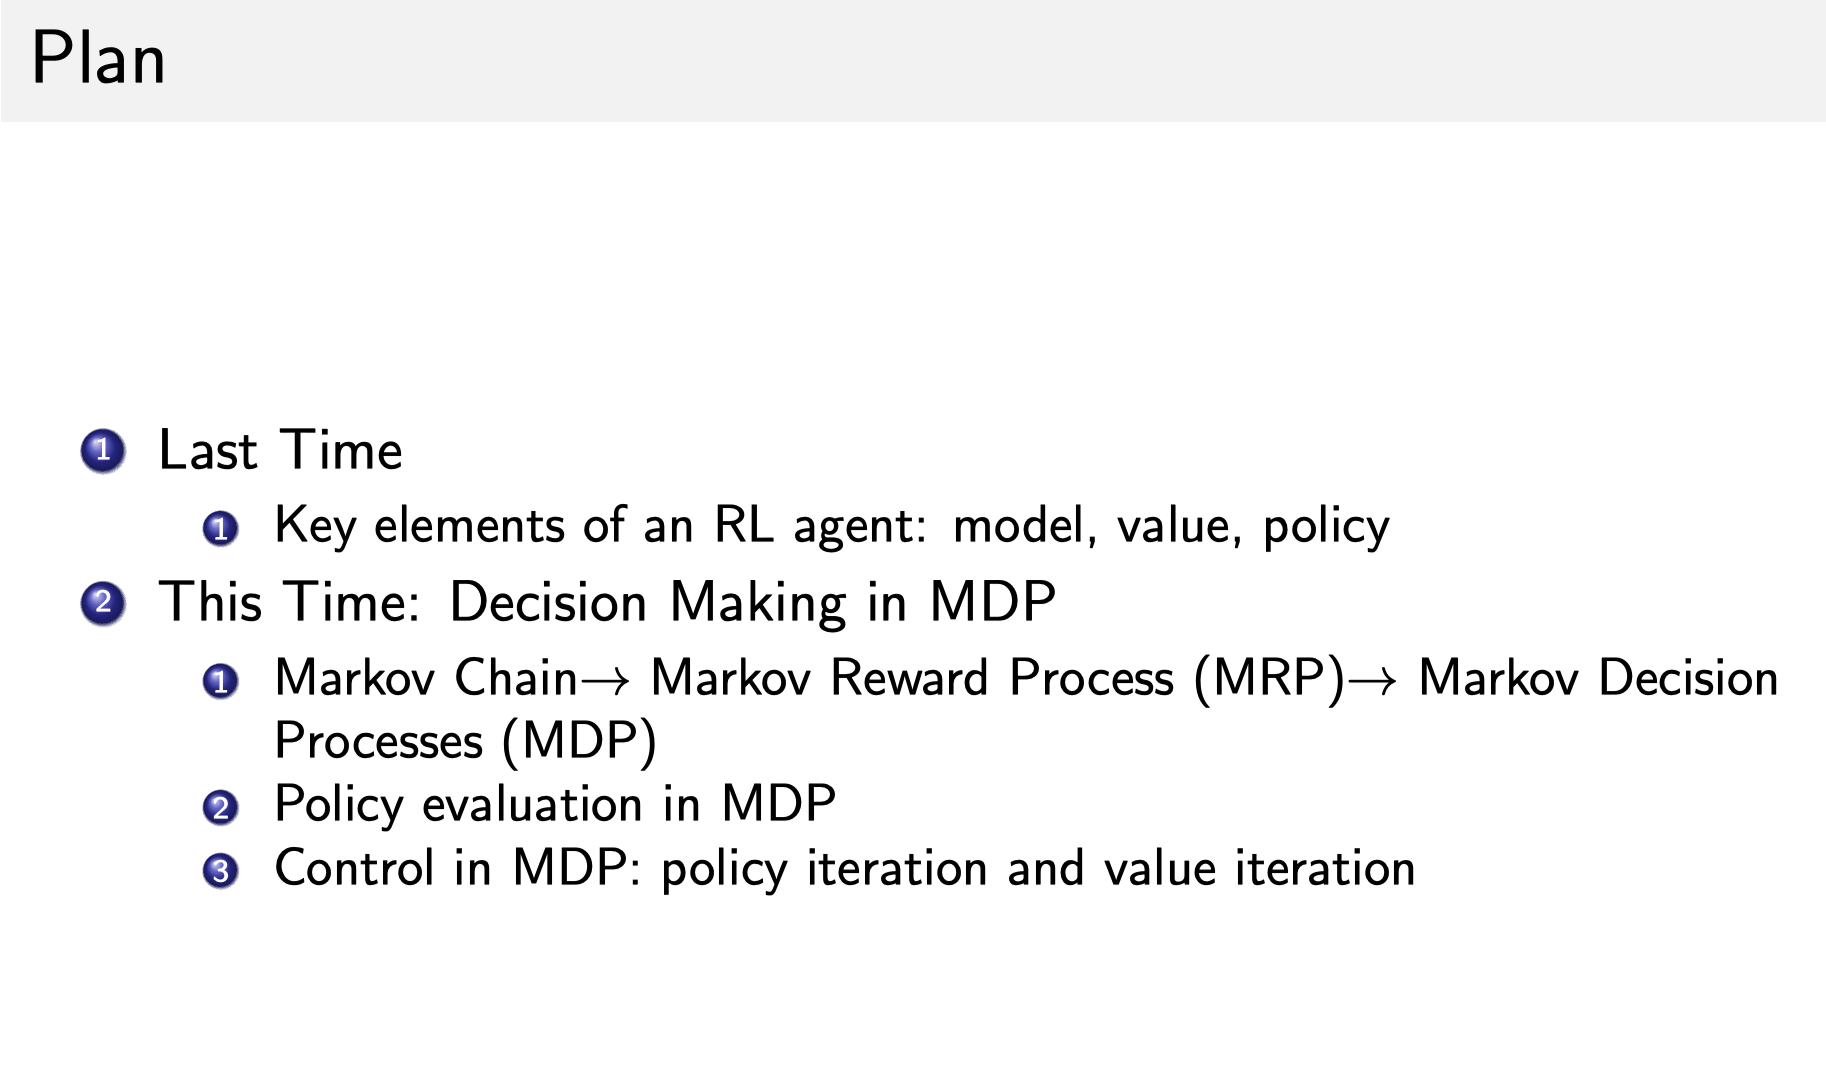 Plan
1 Last Time
1 Key elements of an RL agent: model, value, policy
2 This Time: Decision Making in MDP
1 Markov Chain→ Markov Reward Process (MRP)→ Markov Decision
Processes (MDP)
2 Policy evaluation in MDP
3 Control in MDP: policy iteration and value iteration